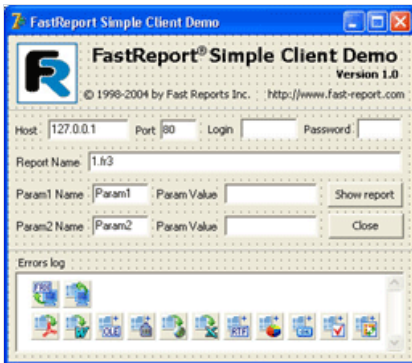 FastReport Simple Client Demo
FastReport® Simple Client Demo
Version 1.0
© 1998-2004 by Fast Reports Inc. http://www.fast-report.com
Host 127.0.0.1 Port 80 Login Password
Report Name 1.fr3
Param1 Name Param1 Param Value Show report
Param2 Name Param2 Param Value Close
Errors log